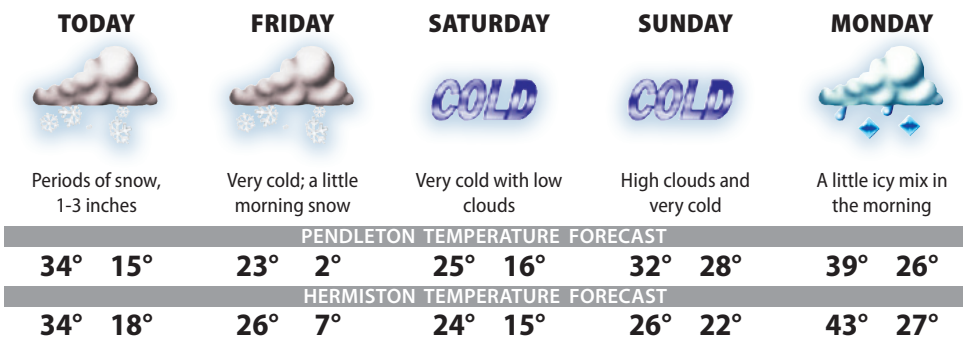 TODAY FRIDAY SATURDAY SUNDAY MONDAY
COLD COLD
Periods of snow, Very cold; a little Very cold with low High clouds and A little icy mix in
1-3 inches morning snow clouds very cold the morning
PENDLETON TEMPERATURE FORECAST
34° 15° 23° 2° 25° 16° 32° 28° 39° 26°
HERMISTON TEMPERATURE FORECAST
34° 18° 26° 7° 24° 15° 26° 22° 43° 27°